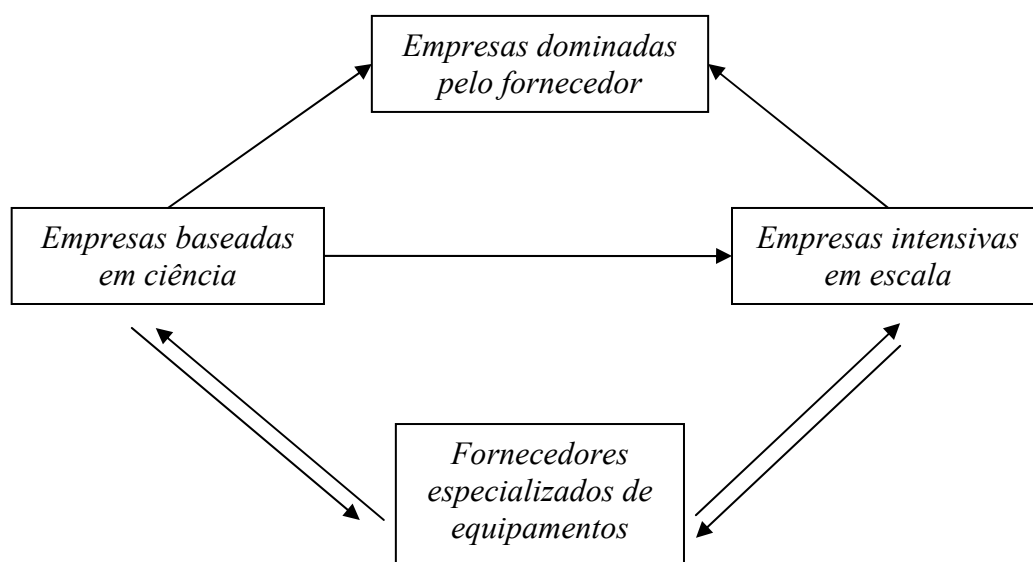 Empresas dominadas
pelo fornecedor
Empresas baseadas
em ciência
Empresas intensivas
em escala
Fornecedores
especializados de
equipamentos